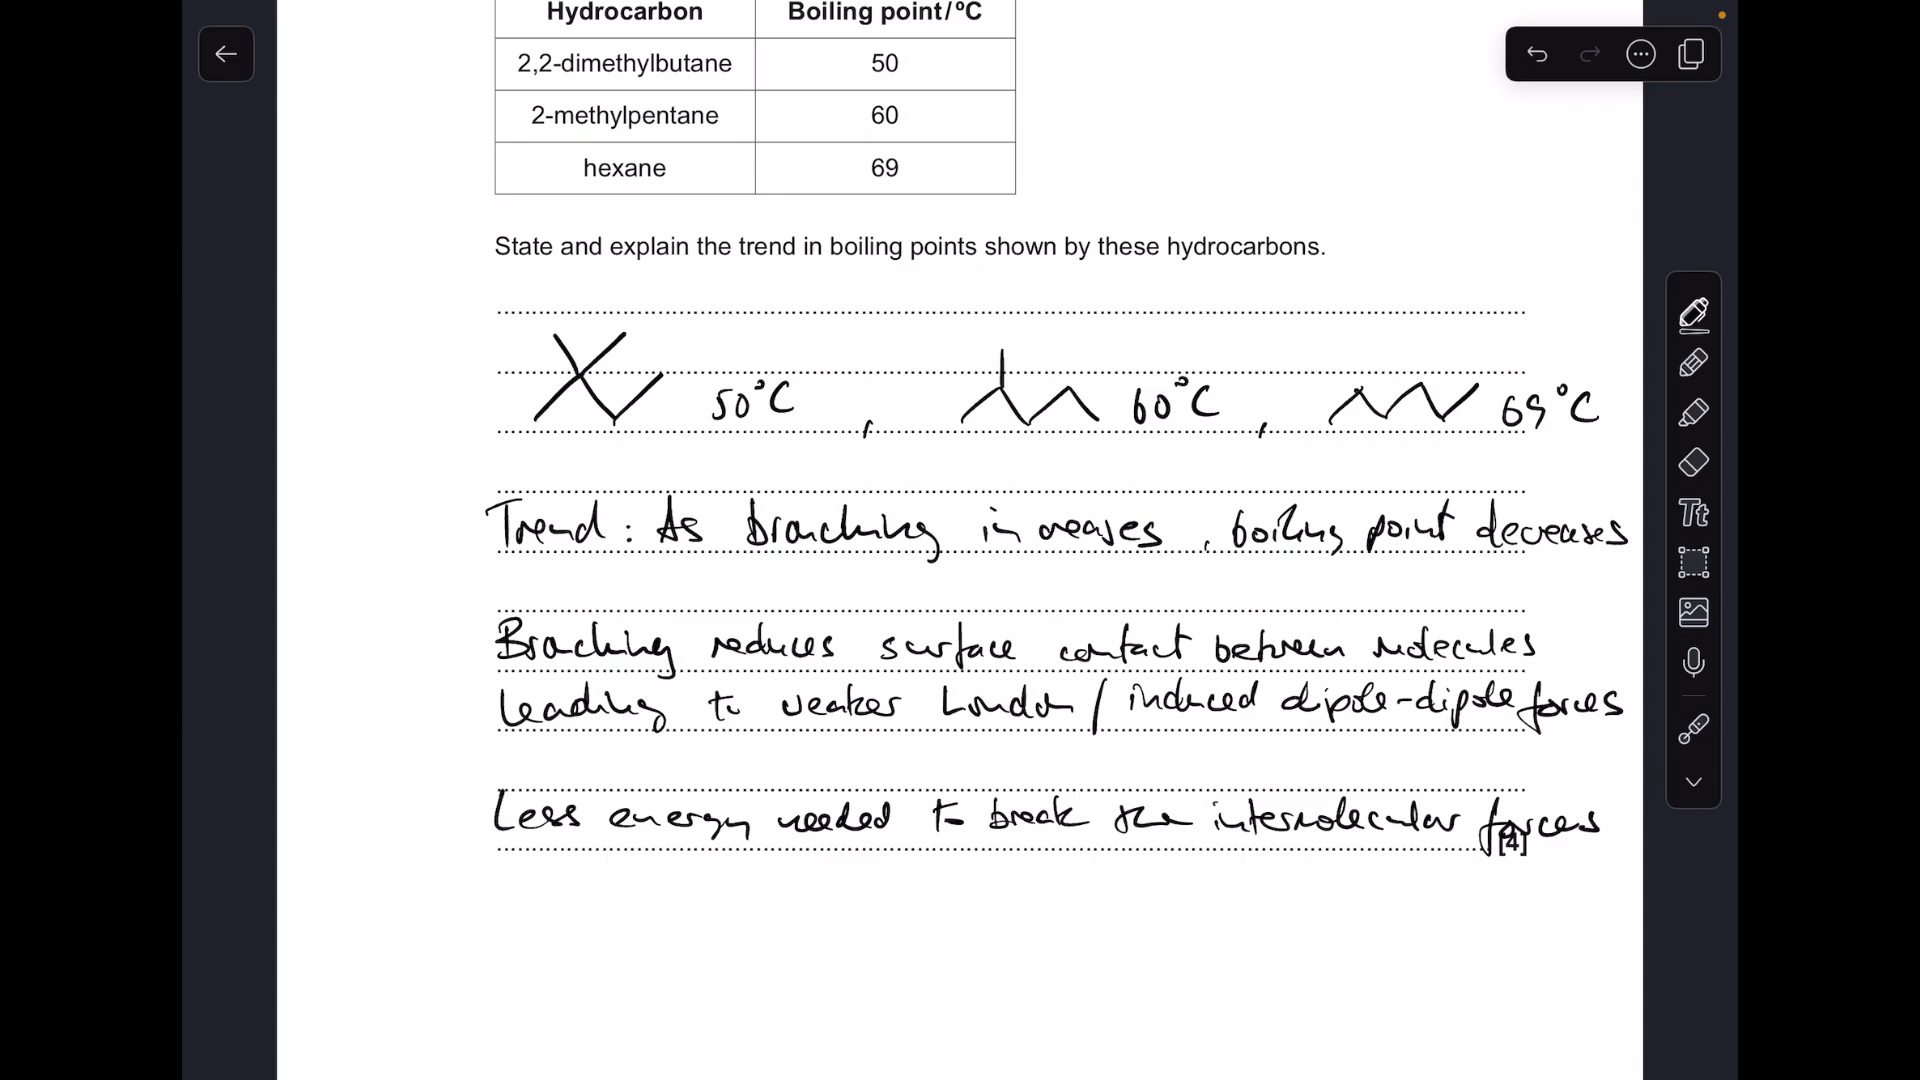 Hydrocarbon Boiling point/ºC
2,2-dimethylbutane 50
2-methylpentane 60
hexane 69
State and explain the trend in boiling points shown by these hydrocarbons.
50°C , 60°C , 69°C
Trend : As branching increases , boiling point decreases
Branching reduces surface contact between molecules
leading to weaker London / induced dipole-dipole forces
Less energy needed to break the intermolecular forces
[4]
Tt